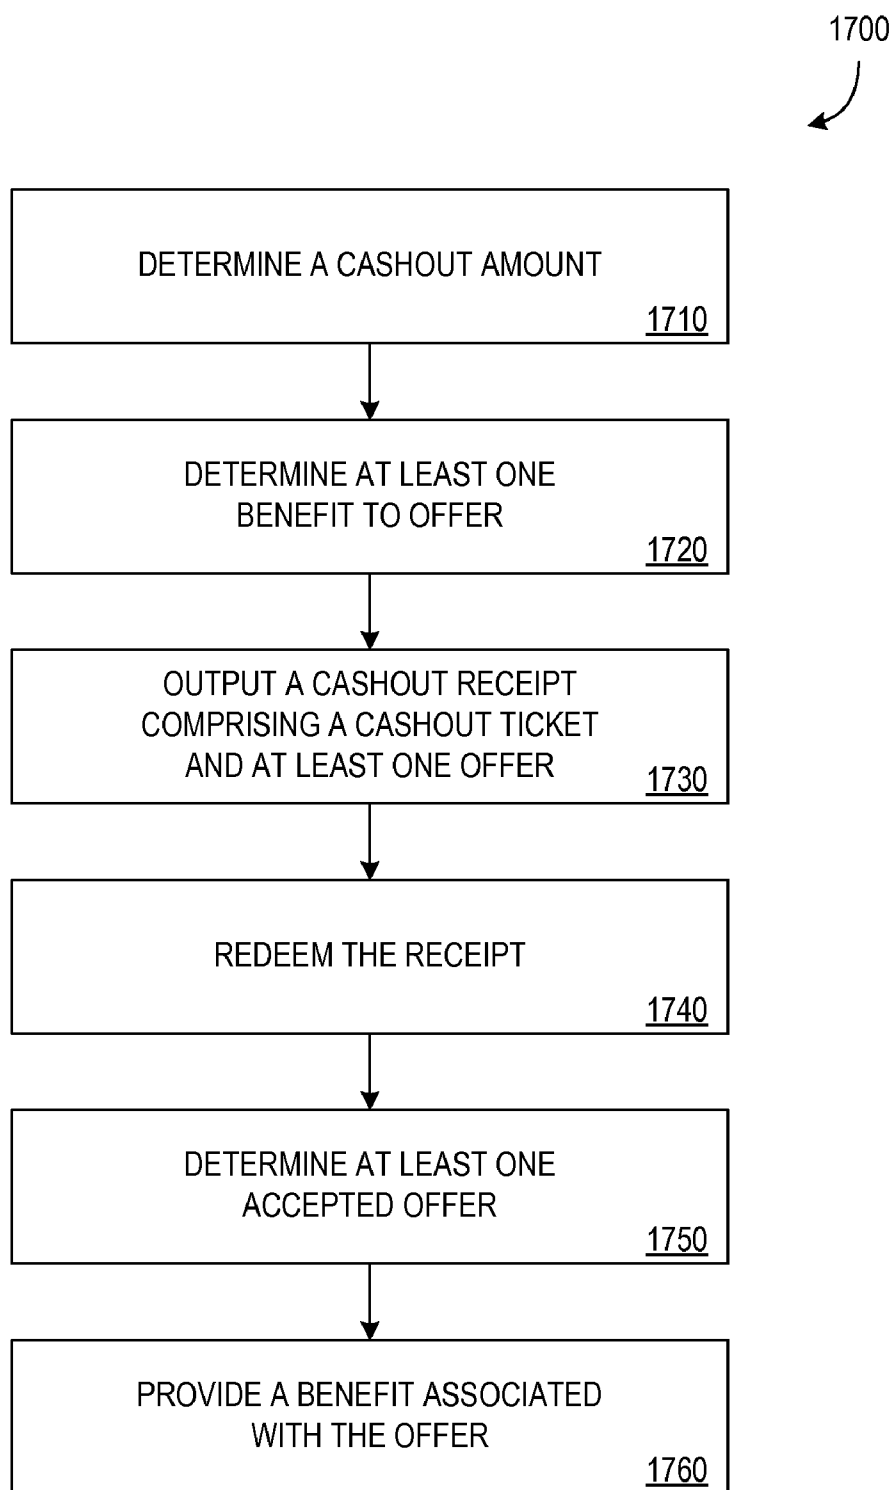 1700
DETERMINE A CASHOUT AMOUNT
1710
DETERMINE AT LEAST ONE
BENEFIT TO OFFER
1720
OUTPUT A CASHOUT RECEIPT
COMPRISING A CASHOUT TICKET
AND AT LEAST ONE OFFER
1730
REDEEM THE RECEIPT
1740
DETERMINE AT LEAST ONE
ACCEPTED OFFER
1750
PROVIDE A BENEFIT ASSOCIATED
WITH THE OFFER
1760